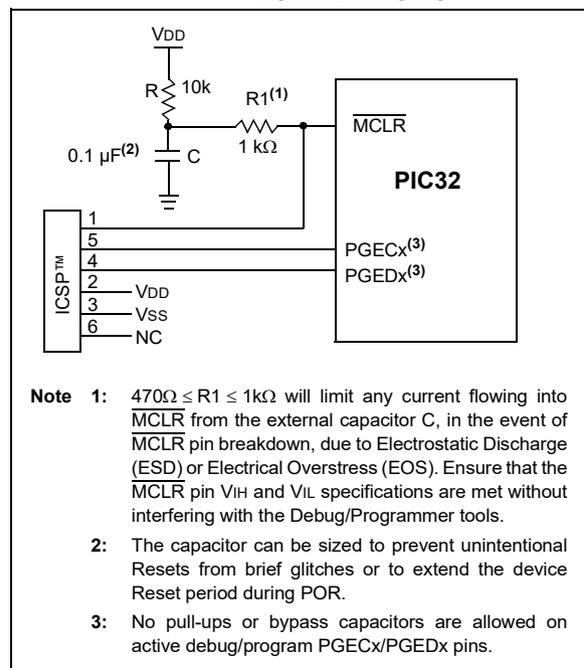 VDD
R
10k
R1(1)
1 kΩ
MCLR
0.1 µF(2)
C
PIC32
1
5
4
2
3
6
ICSP™
PGECx(3)
PGEDx(3)
VDD
VSS
NC
Note 1: 470Ω ≤ R1 ≤ 1kΩ will limit any current flowing into
MCLR from the external capacitor C, in the event of
MCLR pin breakdown, due to Electrostatic Discharge
(ESD) or Electrical Overstress (EOS). Ensure that the
MCLR pin VIH and VIL specifications are met without
interfering with the Debug/Programmer tools.
2: The capacitor can be sized to prevent unintentional
Resets from brief glitches or to extend the device
Reset period during POR.
3: No pull-ups or bypass capacitors are allowed on
active debug/program PGECx/PGEDx pins.